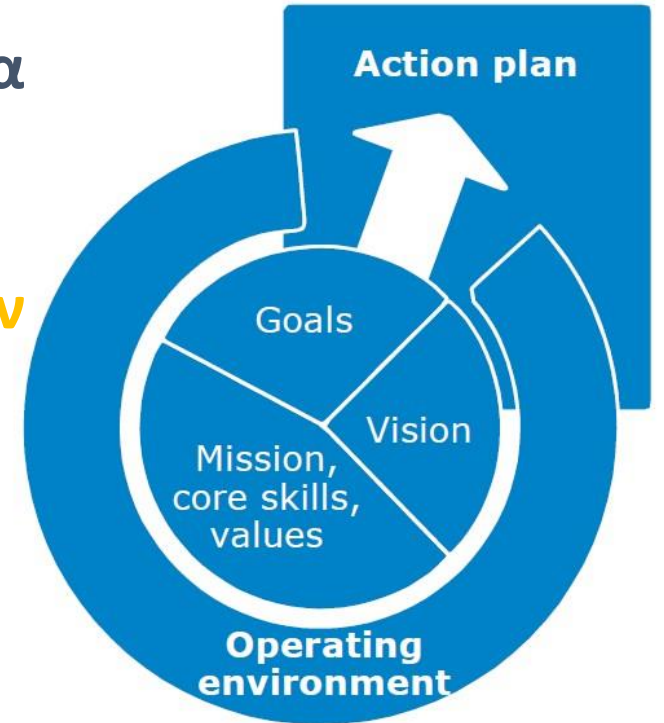 α
ν
Action plan
Goals
Vision
Mission,
core skills,
values
Operating
environment